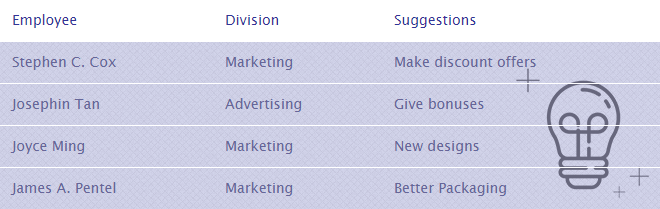 Employee Division Suggestions
Stephen C. Cox Marketing Make discount offers
Josephin Tan Advertising Give bonuses
Joyce Ming Marketing New designs
James A. Pentel Marketing Better Packaging